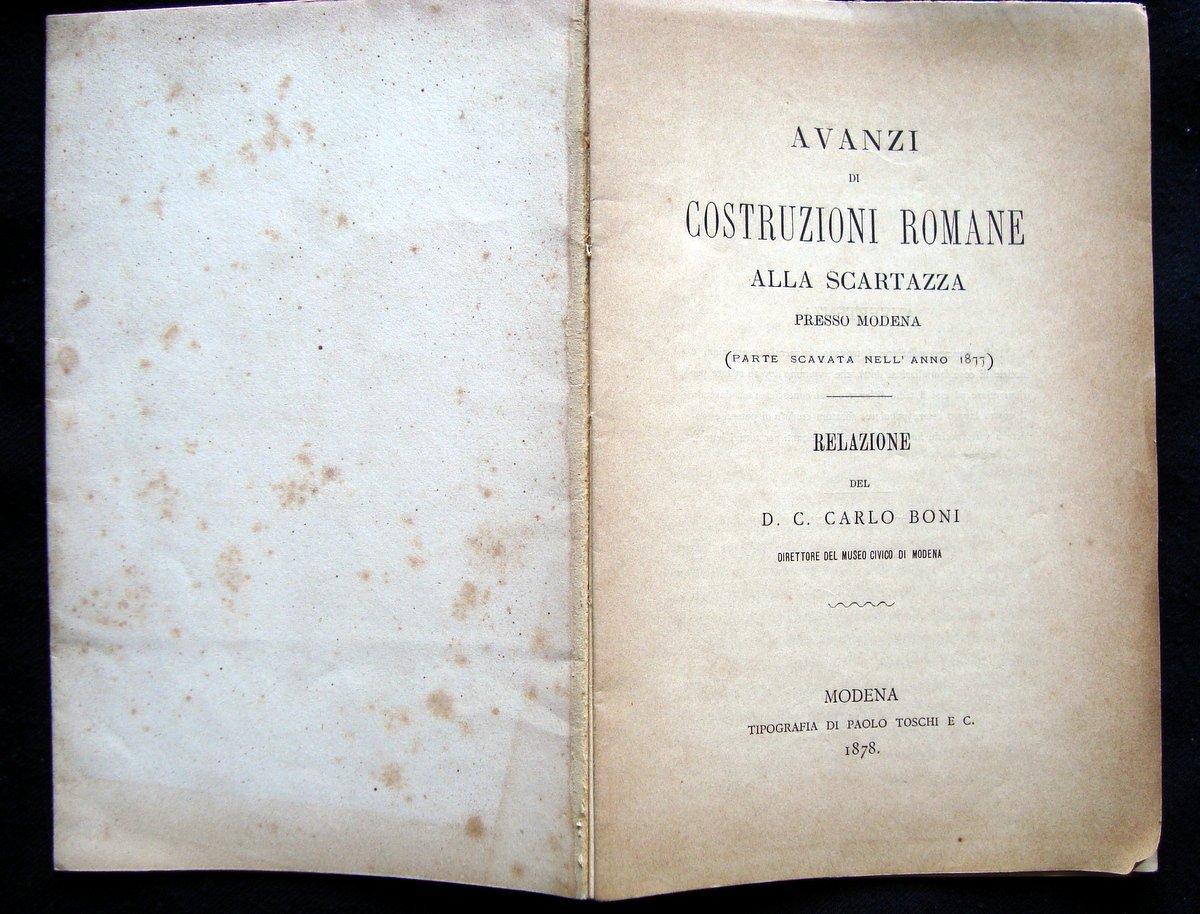 AVANZI
DI
COSTRUZIONI ROMANE
ALLA SCARTAZZA
PRESSO MODENA
(PARTE SCAVATA NELL' ANNO 1877)
RELAZIONE
DEL
D. C. CARLO BONI
DIRETTORE DEL MUSEO CIVICO DI MODENA
MODENA
TIPOGRAFIA DI PAOLO TOSCHI E C.
1878.